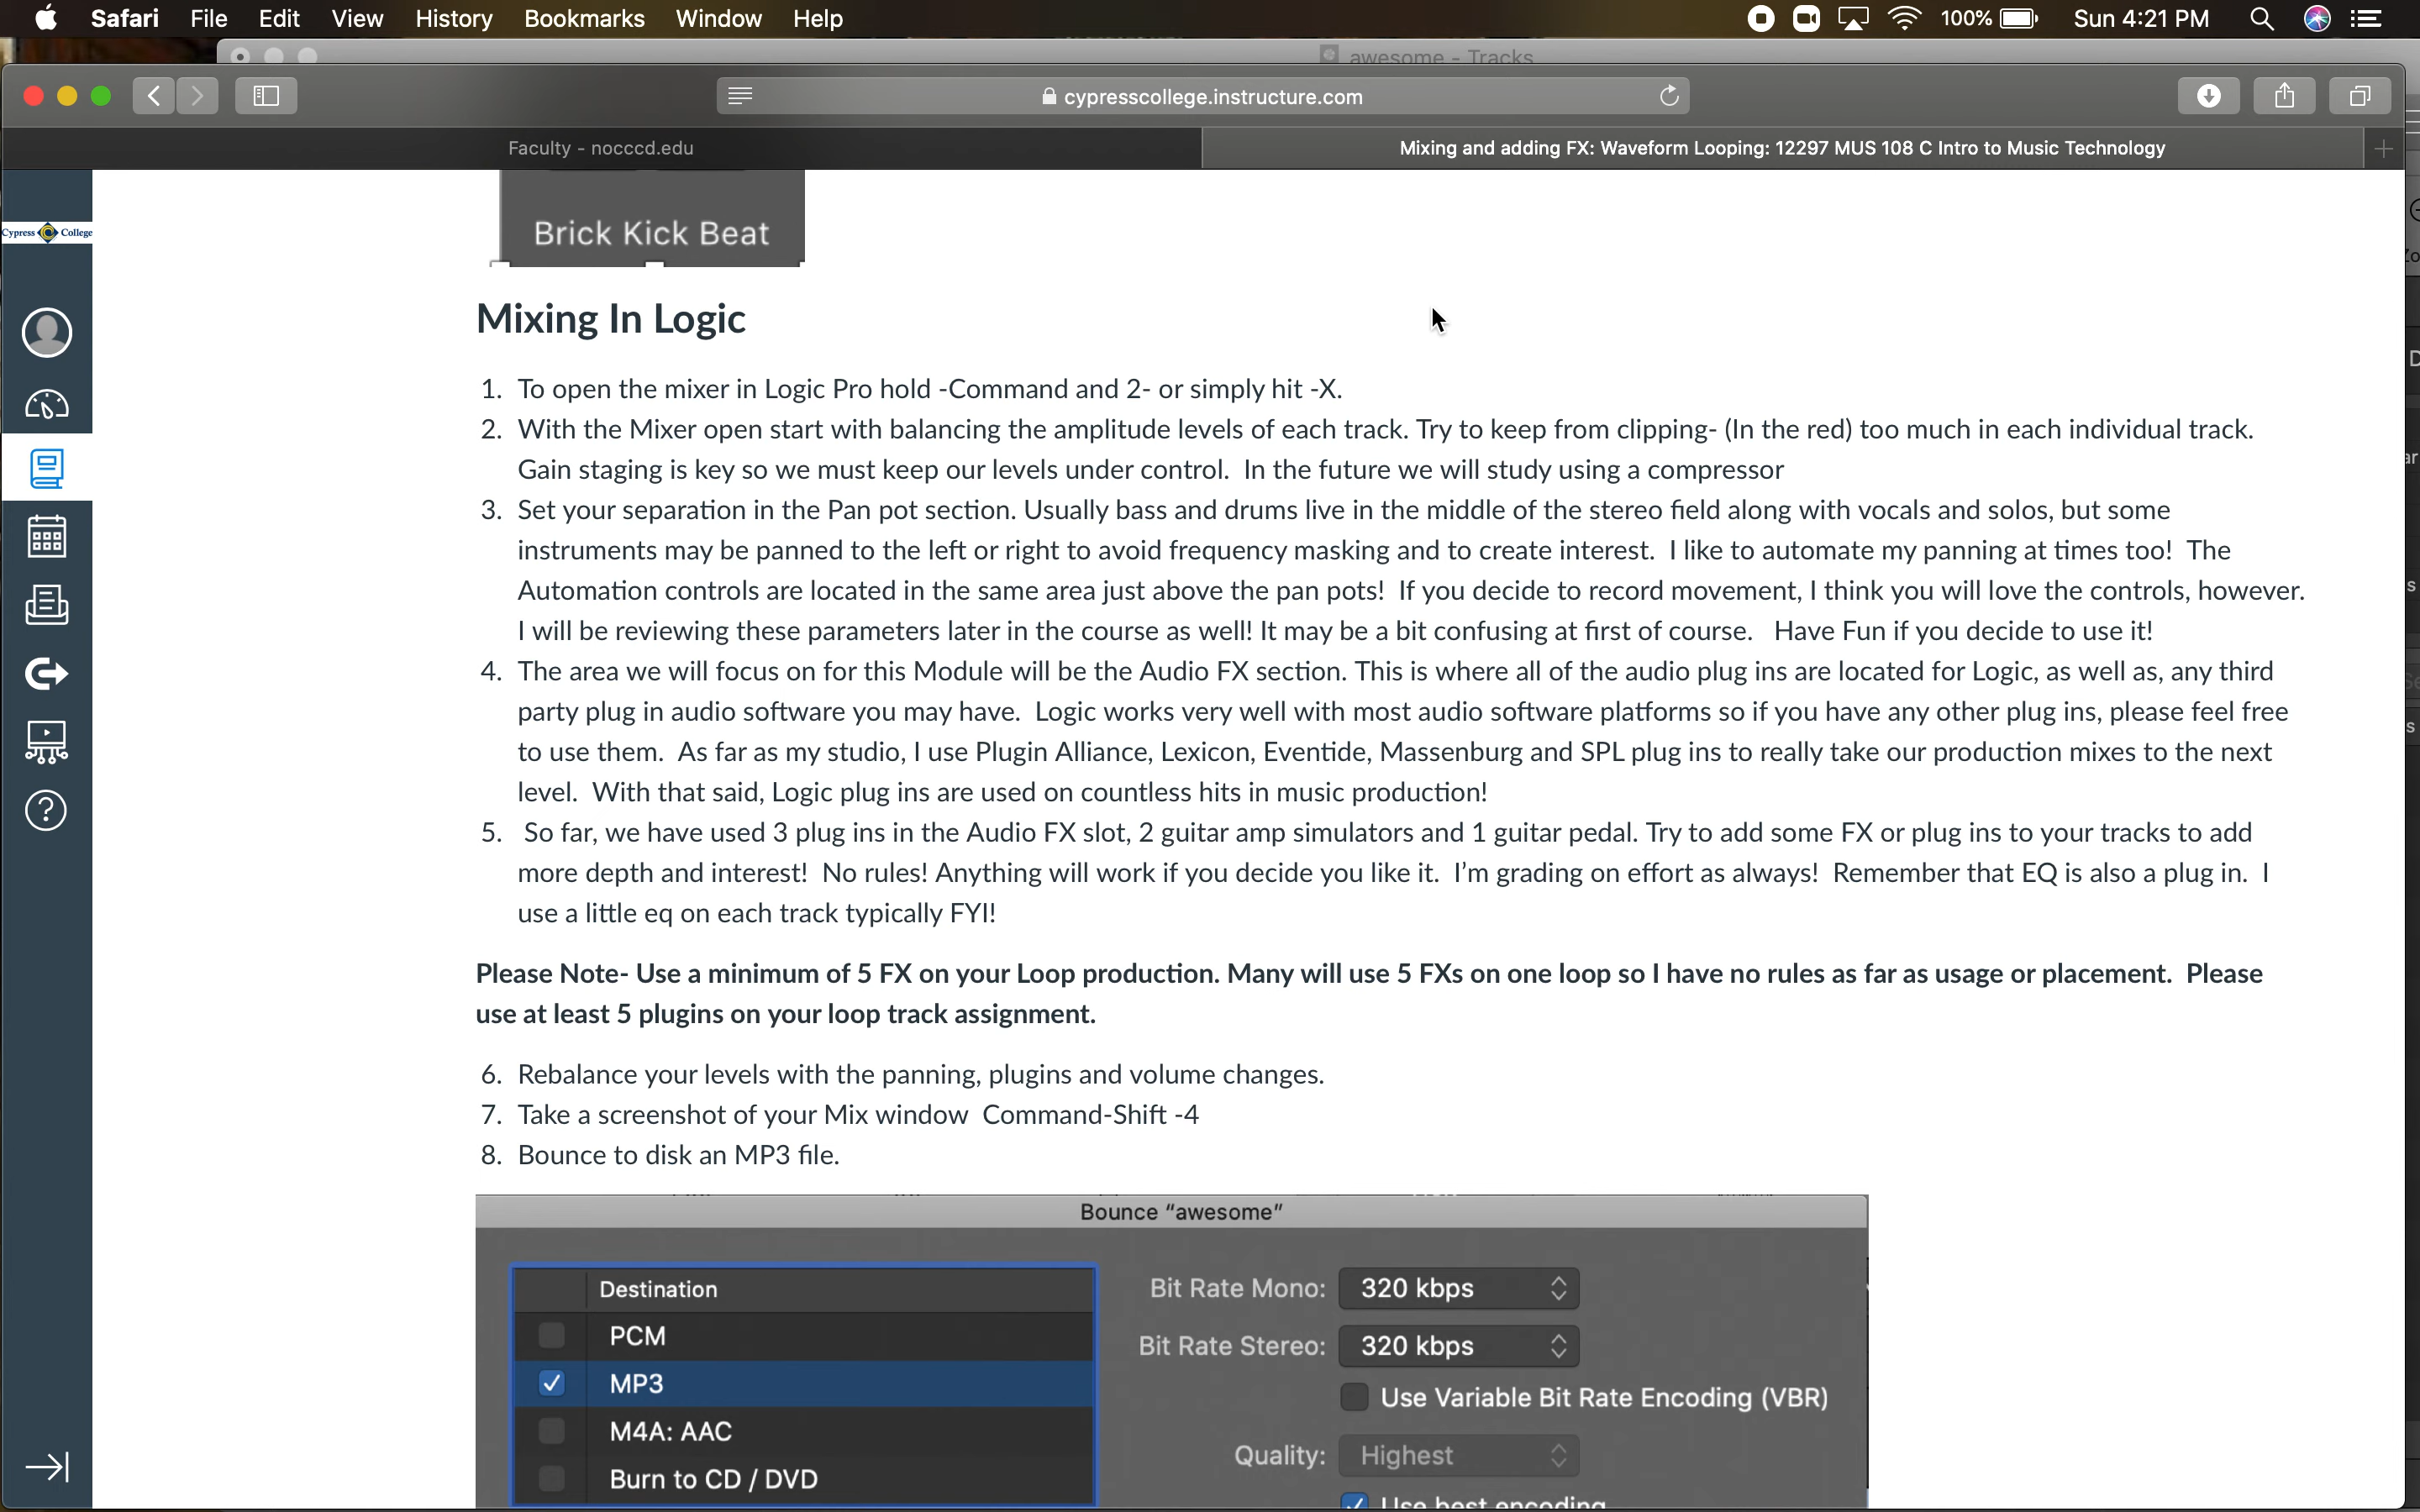 Safari File Edit View History Bookmarks Window Help 100% Sun 4:21 PM
awesome - Tracks
cypresscollege.instructure.com
Faculty - nocccd.edu
Mixing and adding FX: Waveform Looping: 12297 MUS 108 C Intro to Music Technology
Cypress College
Brick Kick Beat
Mixing In Logic
1. To open the mixer in Logic Pro hold -Command and 2- or simply hit -X.
2. With the Mixer open start with balancing the amplitude levels of each track. Try to keep from clipping- (In the red) too much in each individual track.
Gain staging is key so we must keep our levels under control. In the future we will study using a compressor
3. Set your separation in the Pan pot section. Usually bass and drums live in the middle of the stereo field along with vocals and solos, but some
instruments may be panned to the left or right to avoid frequency masking and to create interest. I like to automate my panning at times too! The
Automation controls are located in the same area just above the pan pots! If you decide to record movement, I think you will love the controls, however.
I will be reviewing these parameters later in the course as well! It may be a bit confusing at first of course. Have Fun if you decide to use it!
4. The area we will focus on for this Module will be the Audio FX section. This is where all of the audio plug ins are located for Logic, as well as, any third
party plug in audio software you may have. Logic works very well with most audio software platforms so if you have any other plug ins, please feel free
to use them. As far as my studio, I use Plugin Alliance, Lexicon, Eventide, Massenburg and SPL plug ins to really take our production mixes to the next
level. With that said, Logic plug ins are used on countless hits in music production!
5. So far, we have used 3 plug ins in the Audio FX slot, 2 guitar amp simulators and 1 guitar pedal. Try to add some FX or plug ins to your tracks to add
more depth and interest! No rules! Anything will work if you decide you like it. I'm grading on effort as always! Remember that EQ is also a plug in. I
use a little eq on each track typically FYI!
Please Note- Use a minimum of 5 FX on your Loop production. Many will use 5 FXs on one loop so I have no rules as far as usage or placement. Please
use at least 5 plugins on your loop track assignment.
6. Rebalance your levels with the panning, plugins and volume changes.
7. Take a screenshot of your Mix window Command-Shift -4
8. Bounce to disk an MP3 file.
Bounce "awesome"
Destination
PCM
MP3
M4A: AAC
Burn to CD / DVD
Bit Rate Mono: 320 kbps
Bit Rate Stereo: 320 kbps
Use Variable Bit Rate Encoding (VBR)
Quality: Highest
Use best encoding